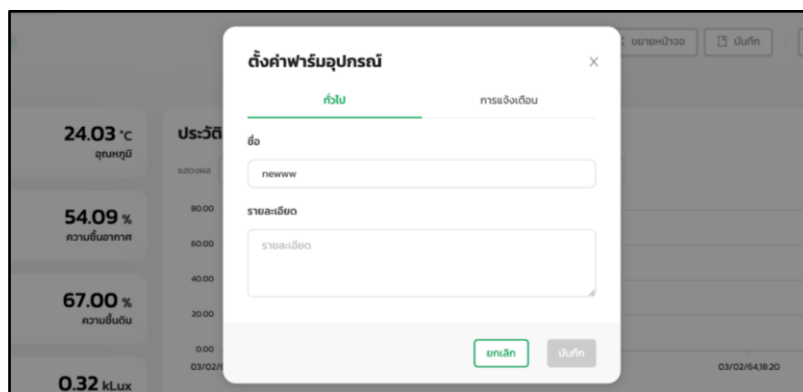 ขยายหน้าจอ
บันทึก
ตั้งค่าฟาร์มอุปกรณ์
ทั่วไป
การแจ้งเตือน
24.03 °C
อุณหภูมิ
ประวัติ
ชื่อ
แสดงผล
newww
80.00
รายละเอียด
54.09 %
ความชื้นอากาศ
60.00
รายละเอียด
40.00
67.00 %
ความชื้นดิน
20.00
0.00
ยกเลิก
บันทึก
03/02/6
03/02/64,18:20
0.32 kLux